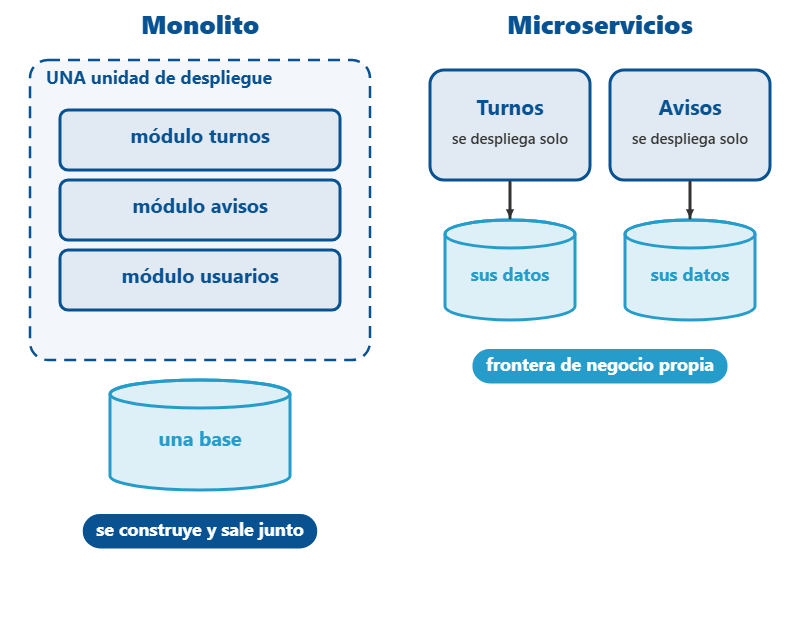 Monolito
UNA unidad de despliegue
módulo turnos
módulo avisos
módulo usuarios
una base
se construye y sale junto
Microservicios
Turnos
se despliega solo
sus datos
Avisos
se despliega solo
sus datos
frontera de negocio propia